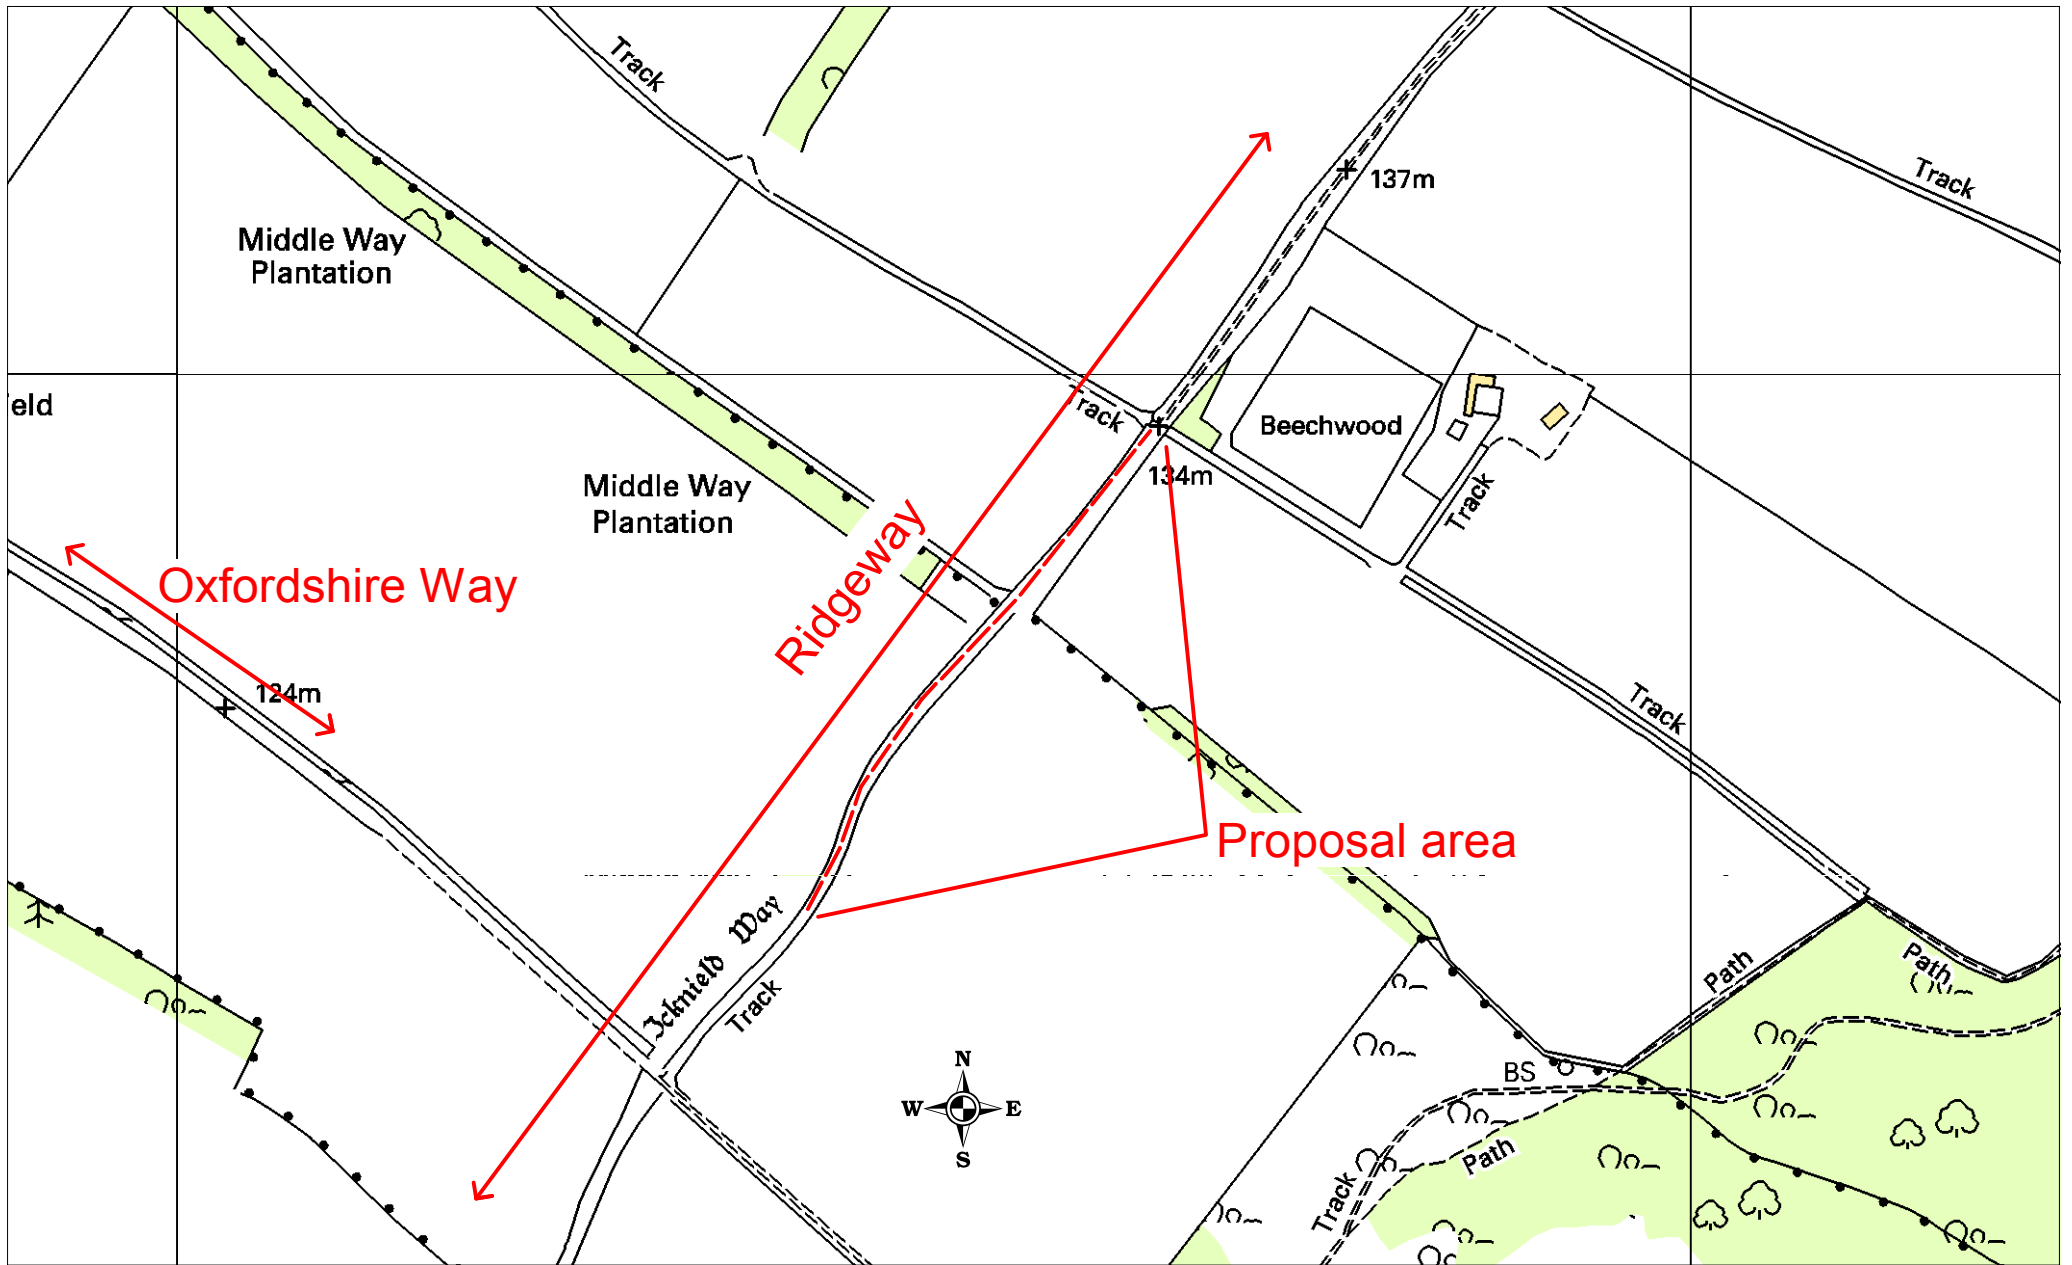 Track
137m
Track
Middle Way
Plantation
eld
Track
Beechwood
134m
Track
Middle Way
Plantation
Ridgeway
Oxfordshire Way
124m
Track
Proposal area
Icknield Way
Track
Path
Path
N
W E
S
BS
Path
Track